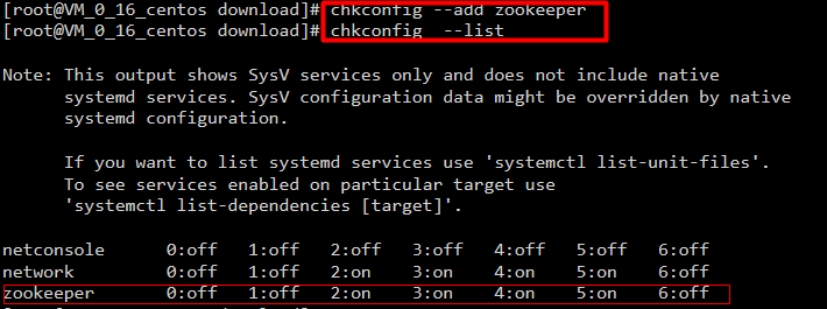 [root@VM_0_16_centos download]# chkconfig --add zookeeper
[root@VM_0_16_centos download]# chkconfig  --list
Note: This output shows SysV services only and does not include native
systemd services. SysV configuration data might be overridden by native
systemd configuration.
If you want to list systemd services use 'systemctl list-unit-files'.
To see services enabled on particular target use
'systemctl list-dependencies [target]'.
netconsole 0:off 1:off 2:off 3:off 4:off 5:off 6:off
network 0:off 1:off 2:on 3:on 4:on 5:on 6:off
zookeeper 0:off 1:off 2:on 3:on 4:on 5:on 6:off